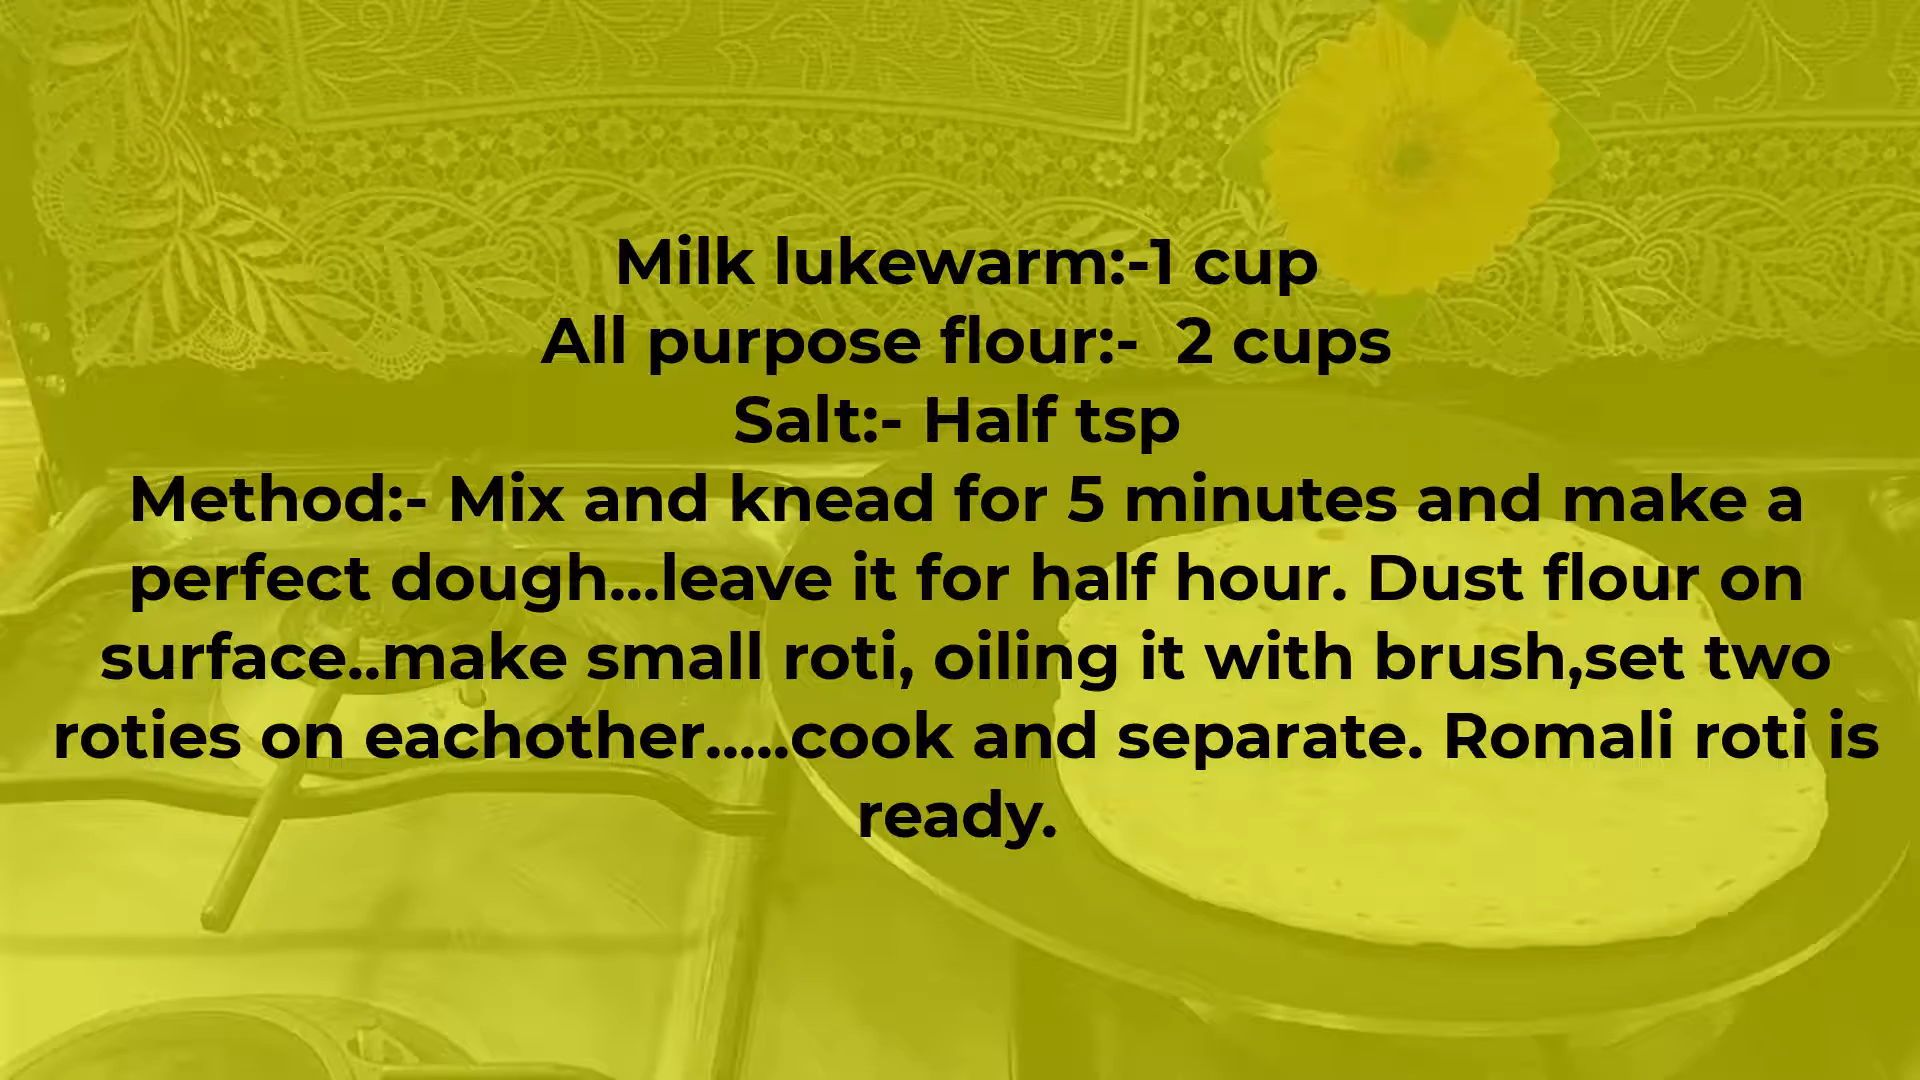 Milk lukewarm:-1 cup
All purpose flour:-  2 cups
Salt:- Half tsp
Method:- Mix and knead for 5 minutes and make a
perfect dough...leave it for half hour. Dust flour on
surface..make small roti, oiling it with brush,set two
roties on eachother.....cook and separate. Romali roti is
ready.